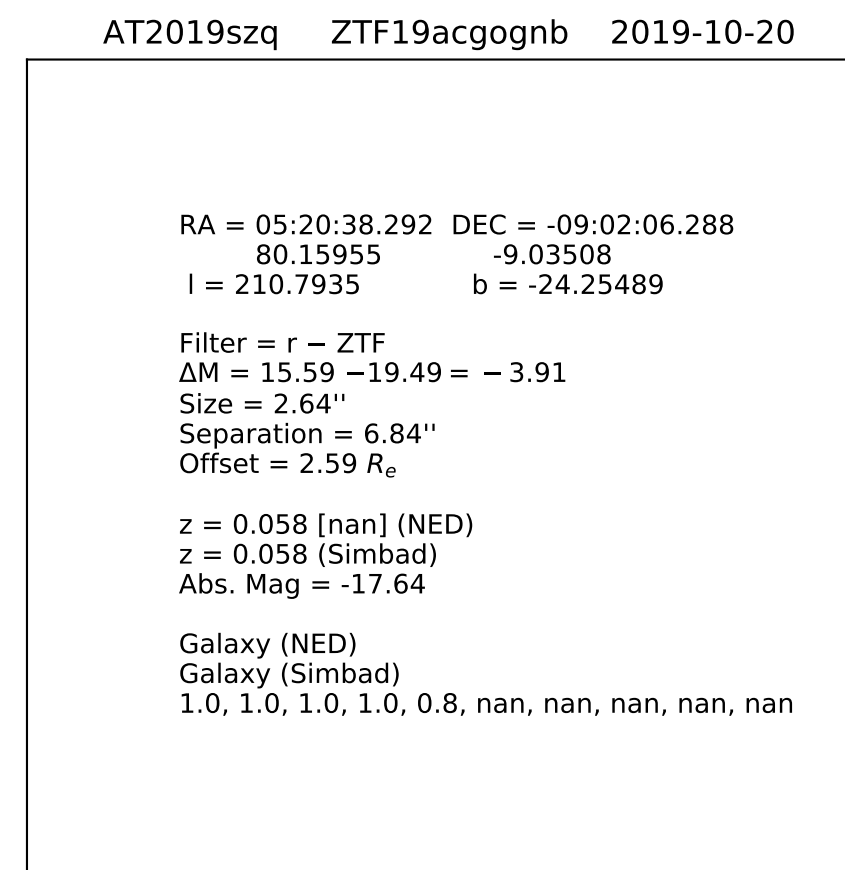 AT2019szq ZTF19acgognb 2019-10-20
RA = 05:20:38.292 DEC = -09:02:06.288
80.15955 -9.03508
l = 210.7935 b = -24.25489
Filter = r − ZTF
ΔM = 15.59 −19.49 = − 3.91
Size = 2.64''
Separation = 6.84''
Offset = 2.59 Rₑ
z = 0.058 [nan] (NED)
z = 0.058 (Simbad)
Abs. Mag = -17.64
Galaxy (NED)
Galaxy (Simbad)
1.0, 1.0, 1.0, 1.0, 0.8, nan, nan, nan, nan, nan